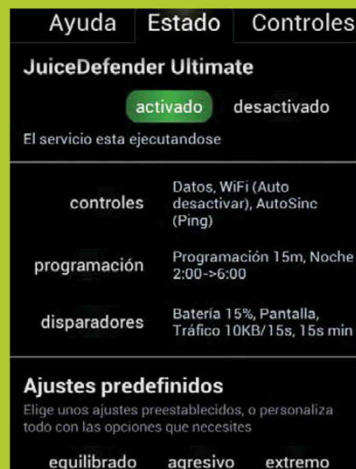 Ayuda Estado Controles
JuiceDefender Ultimate
activado desactivado
El servicio esta ejecutandose
controles
Datos, WiFi (Auto
desactivar), AutoSinc
(Ping)
programación
Programación 15m, Noche
2:00->6:00
disparadores
Batería 15%, Pantalla,
Tráfico 10KB/15s, 15s min
Ajustes predefinidos
Elige unos ajustes preestablecidos, o personaliza
todo con las opciones que necesites
equilibrado agresivo extremo